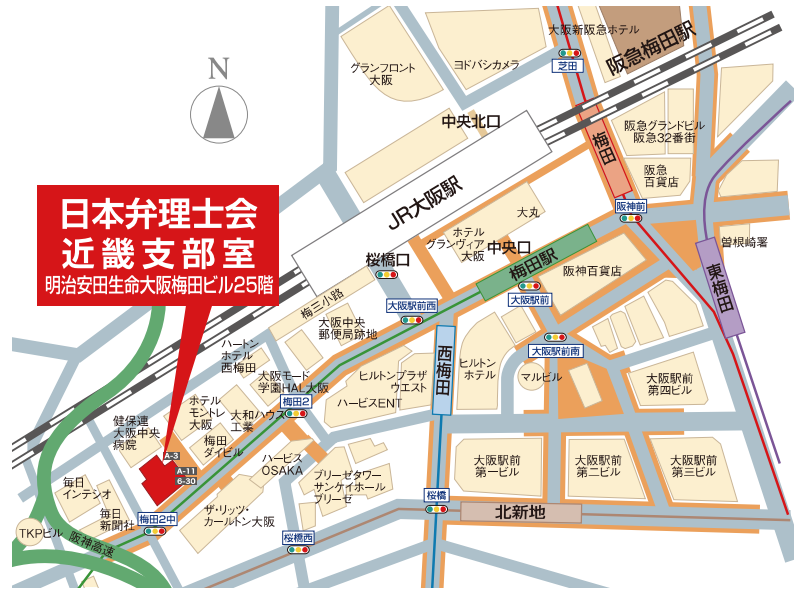 大阪新阪急ホテル
阪急梅田駅
芝田
ヨドバシカメラ
グランフロント
大阪
N
中央北口
阪急グランドビル
阪急32番街
梅田
阪急
百貨店
JR大阪駅
日本弁理士会
近畿支部室
明治安田生命大阪梅田ビル25階
大丸
阪神前
ホテル
グランヴィア
大阪
中央口
曽根崎署
桜橋口
梅田駅
阪神百貨店
東梅田
梅三小路
大阪駅前西
大阪駅前
大阪中央
郵便局跡地
ハートン
ホテル
西梅田
西梅田
大阪駅前南
大阪モード
学園HAL大阪
ヒルトンプラザ
ウエスト
ヒルトン
ホテル
マルビル
大阪駅前
第四ビル
ホテル
モントレ
大阪
大和ハウス
工業
梅田2
ハービスENT
健保連
大阪中央
病院
梅田
ダイビル
A-3
A-11
6-30
ハービス
OSAKA
ブリーゼタワー
サンケイホール
ブリーゼ
大阪駅前
第一ビル
大阪駅前
第二ビル
大阪駅前
第三ビル
毎日
インテシオ
毎日
新聞社
梅田2中
ザ・リッツ・
カールトン大阪
桜橋
北新地
TKPビル
阪神高速
桜橋西